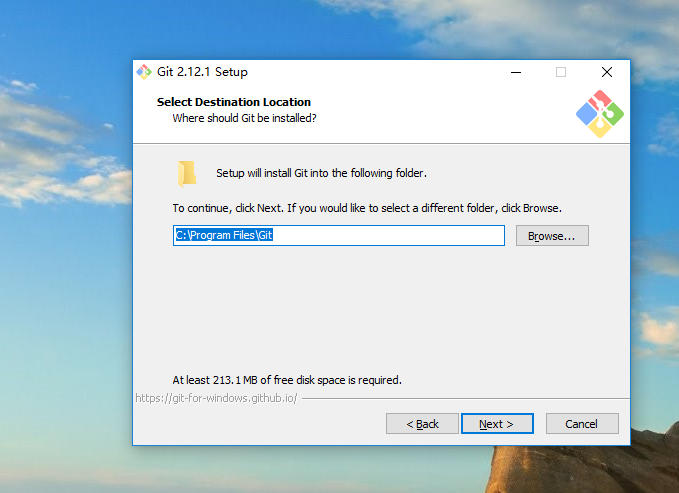 Git 2.12.1 Setup
Select Destination Location
Where should Git be installed?
Setup will install Git into the following folder.
To continue, click Next. If you would like to select a different folder, click Browse.
C:\Program Files\Git
Browse...
At least 213.1 MB of free disk space is required.
https://git-for-windows.github.io/
< Back
Next >
Cancel